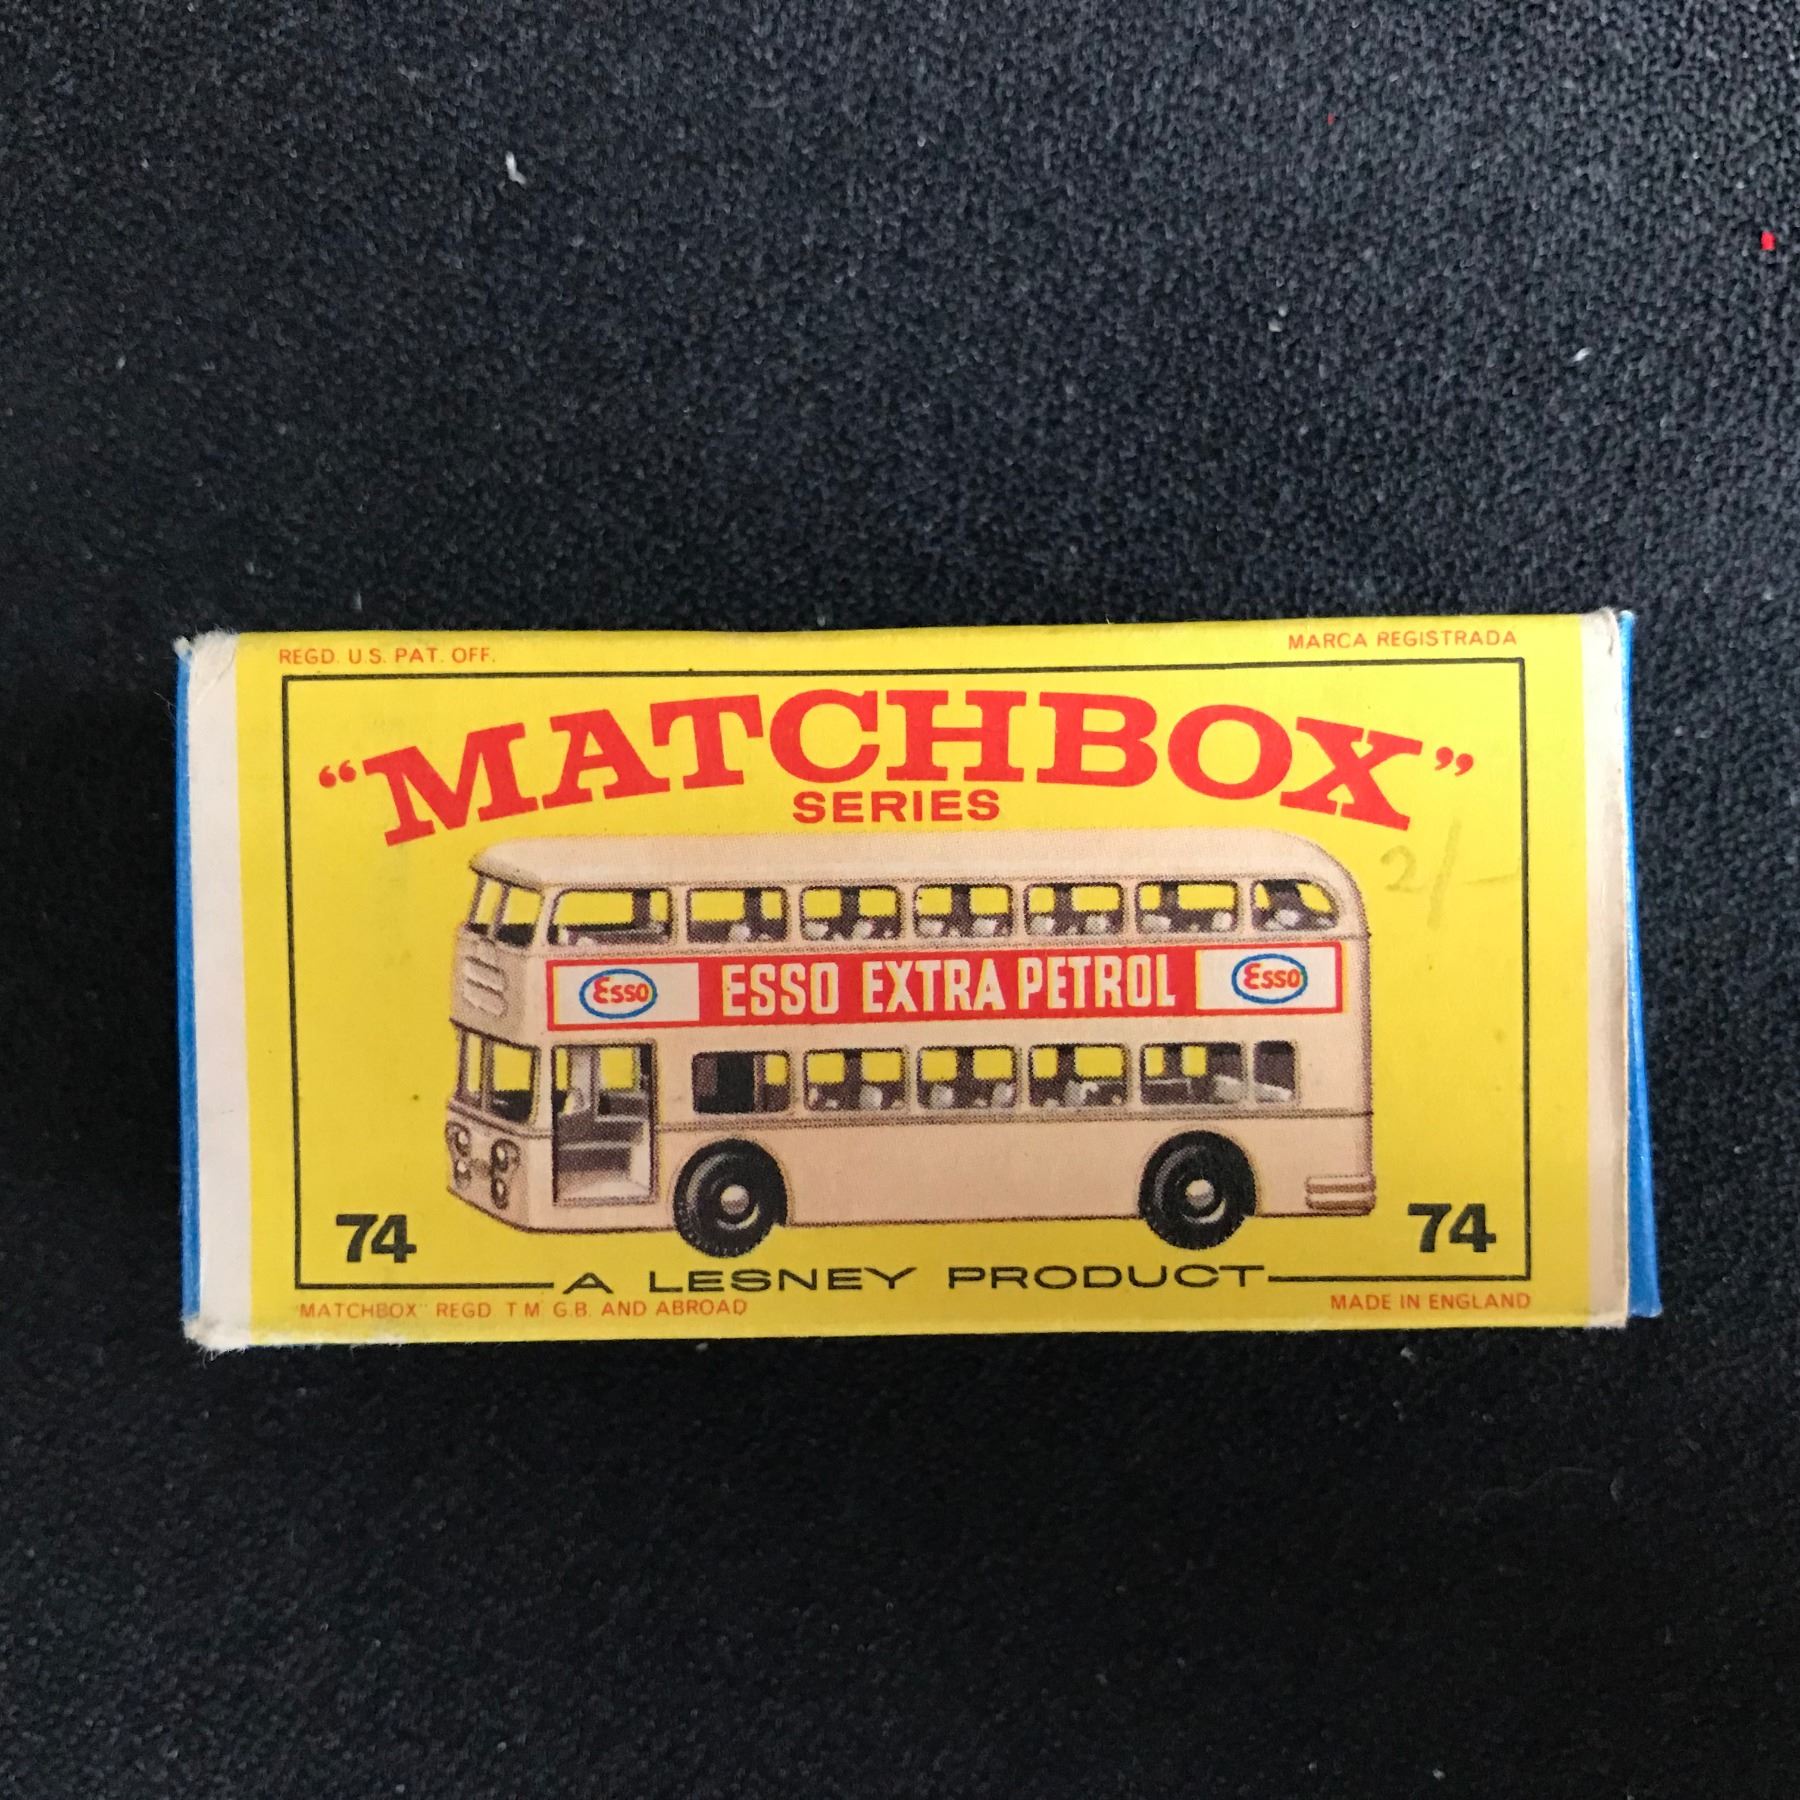 REGD. U.S. PAT. OFF.
MARCA REGISTRADA
"MATCHBOX"
SERIES
2/-
Esso
ESSO EXTRA PETROL
Esso
74
74
A LESNEY PRODUCT
"MATCHBOX" REGD T M G.B. AND ABROAD
MADE IN ENGLAND